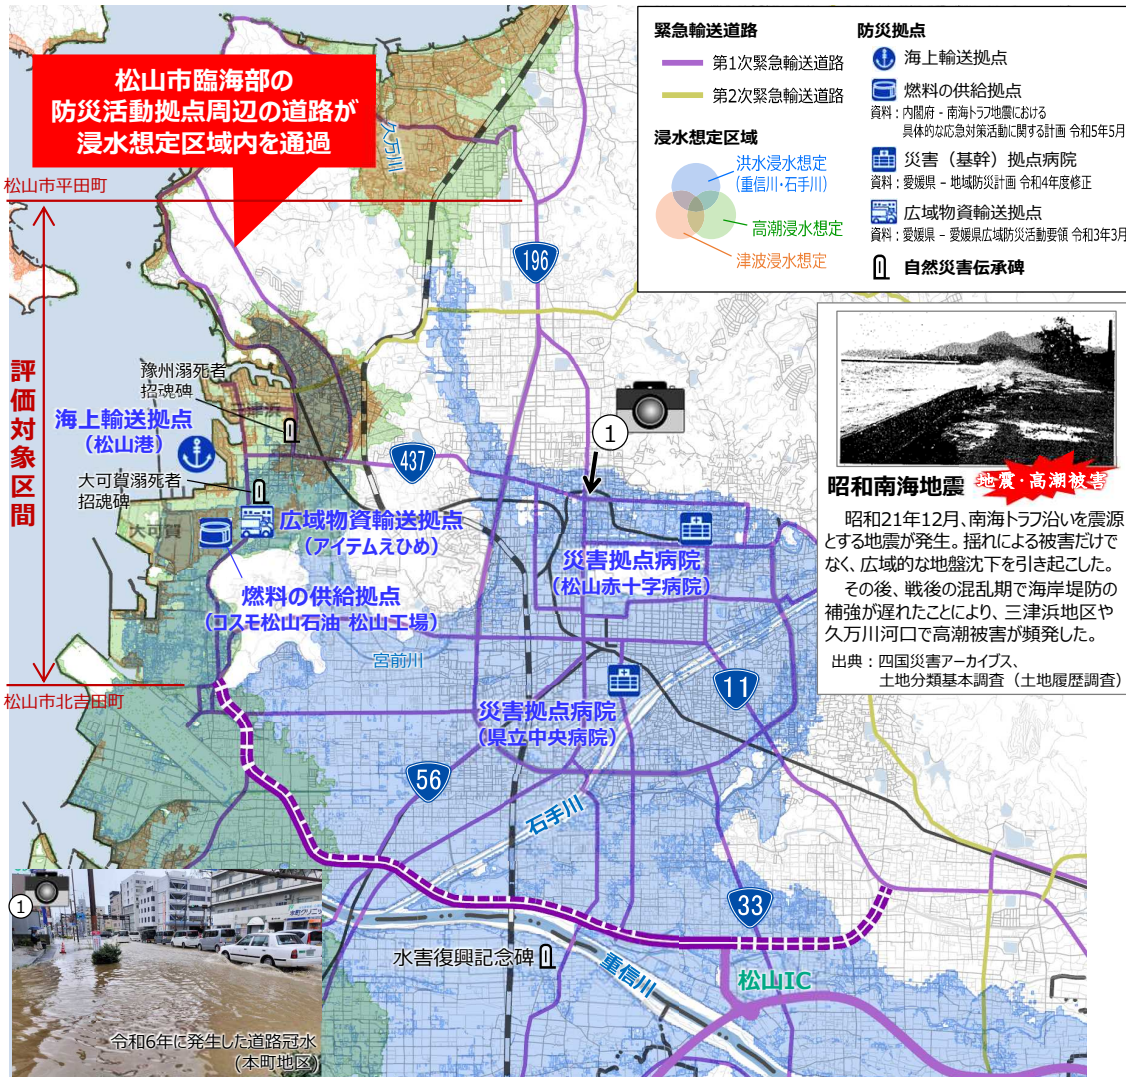 松山市臨海部の
防災活動拠点周辺の道路が
浸水想定区域内を通過
緊急輸送道路
第1次緊急輸送道路
第2次緊急輸送道路
浸水想定区域
洪水浸水想定
(重信川・石手川)
高潮浸水想定
津波浸水想定
防災拠点
海上輸送拠点
燃料の供給拠点
資料：内閣府 - 南海トラフ地震における
具体的な応急対策活動に関する計画 令和5年5月
災害（基幹）拠点病院
資料：愛媛県 – 地域防災計画 令和4年度修正
広域物資輸送拠点
資料：愛媛県 – 愛媛県広域防災活動要領 令和3年3月
自然災害伝承碑
松山市平田町
久万川
196
評価対象区間
豫州溺死者
招魂碑
海上輸送拠点
（松山港）
437
1
大可賀溺死者
招魂碑
大可賀
広域物資輸送拠点
（アイテムえひめ）
災害拠点病院
（松山赤十字病院）
燃料の供給拠点
（コスモ松山石油 松山工場）
宮前川
松山市北吉田町
災害拠点病院
（県立中央病院）
11
56
石手川
33
水害復興記念碑
重信川
松山IC
昭和南海地震
地震・高潮被害
昭和21年12月、南海トラフ沿いを震源
とする地震が発生。揺れによる被害だけで
なく、広域的な地盤沈下を引き起こした。
その後、戦後の混乱期で海岸堤防の
補強が遅れたことにより、三津浜地区や
久万川河口で高潮被害が頻発した。
出典：四国災害アーカイブス、
土地分類基本調査（土地履歴調査）
1
令和6年に発生した道路冠水
(本町地区)